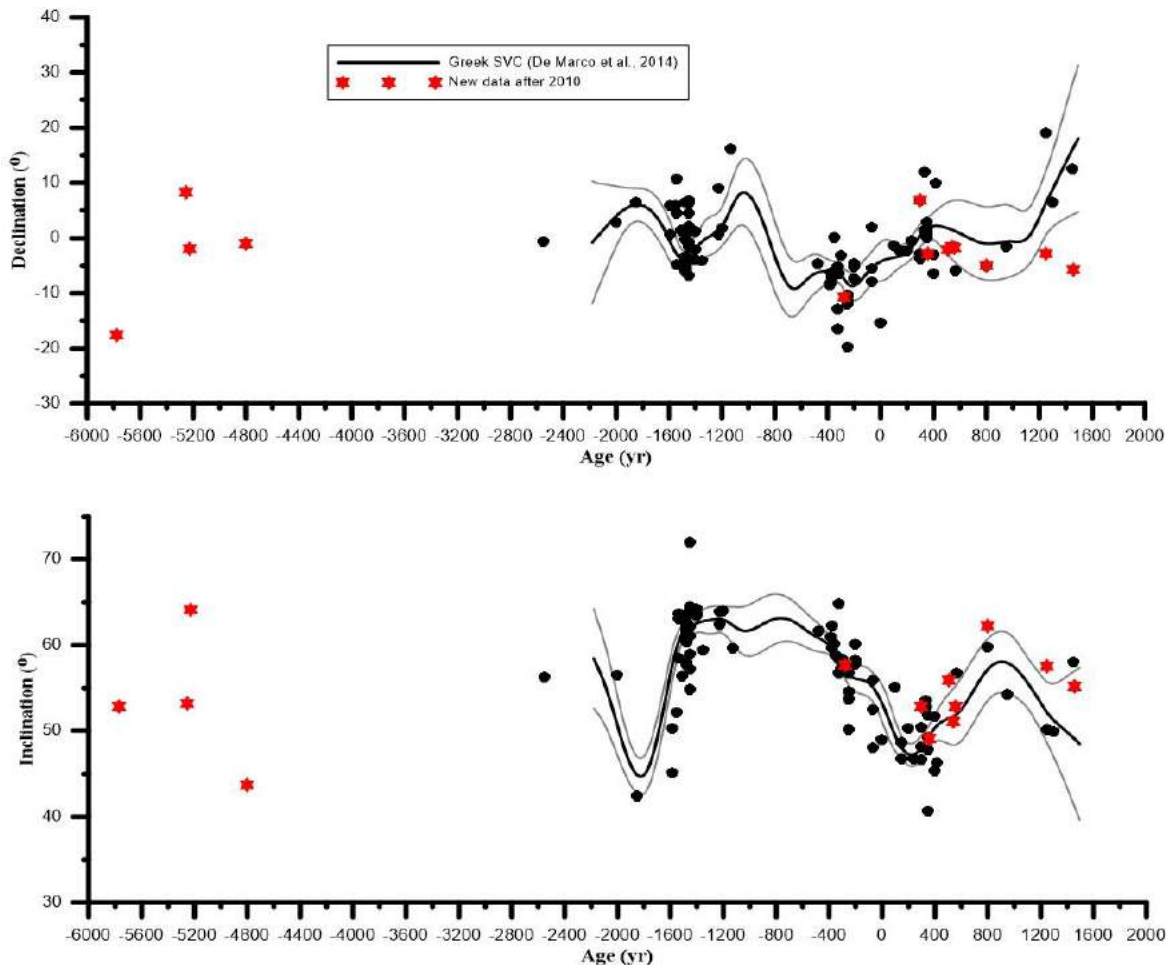 40
Greek SVC (De Marco et al., 2014)
New data after 2010
30
20
10
0
-10
-20
-30
Declination (⁰)
-6000 -5600 -5200 -4800 -4400 -4000 -3600 -3200 -2800 -2400 -2000 -1600 -1200 -800 -400 0 400 800 1200 1600 2000
Age (yr)
70
60
50
40
30
Inclination (⁰)
-6000 -5600 -5200 -4800 -4400 -4000 -3600 -3200 -2800 -2400 -2000 -1600 -1200 -800 -400 0 400 800 1200 1600 2000
Age (yr)